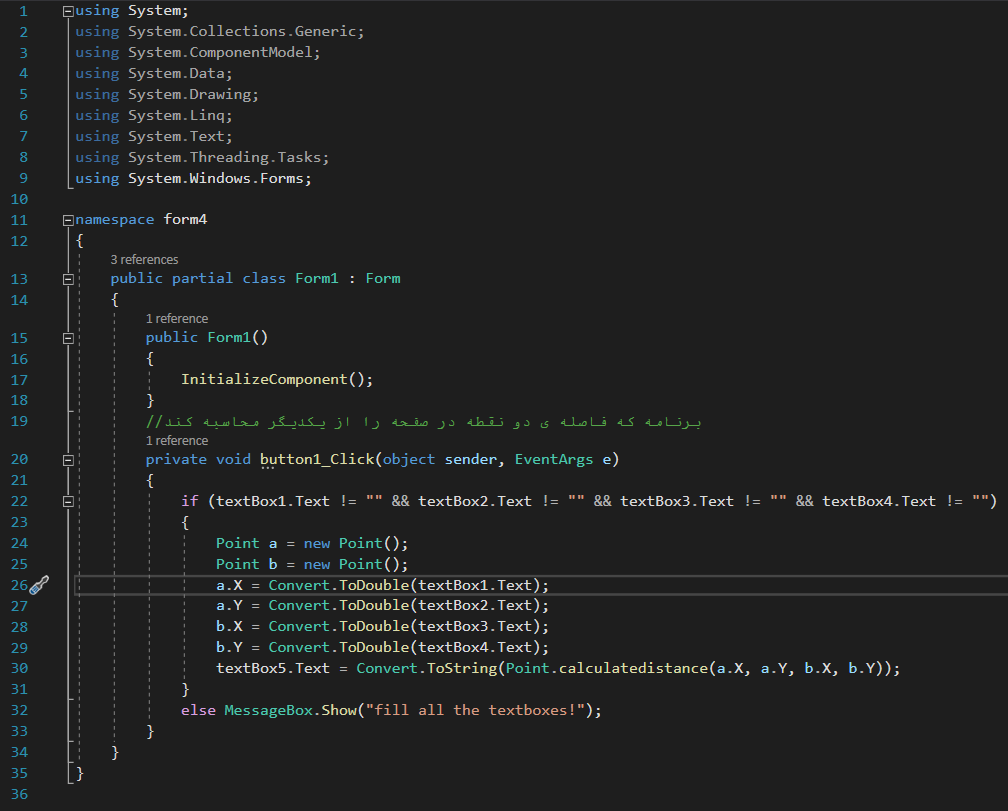 1 using System;
2 using System.Collections.Generic;
3 using System.ComponentModel;
4 using System.Data;
5 using System.Drawing;
6 using System.Linq;
7 using System.Text;
8 using System.Threading.Tasks;
9 using System.Windows.Forms;
10
11 namespace form4
12 {
3 references
13 public partial class Form1 : Form
14 {
1 reference
15 public Form1()
16 {
17 InitializeComponent();
18 }
19 //برنامه که فاصله ی دو نقطه در صفحه را از یکدیگر محاسبه کند
1 reference
20 private void button1_Click(object sender, EventArgs e)
21 {
22 if (textBox1.Text != "" && textBox2.Text != "" && textBox3.Text != "" && textBox4.Text != "")
23 {
24 Point a = new Point();
25 Point b = new Point();
26 a.X = Convert.ToDouble(textBox1.Text);
27 a.Y = Convert.ToDouble(textBox2.Text);
28 b.X = Convert.ToDouble(textBox3.Text);
29 b.Y = Convert.ToDouble(textBox4.Text);
30 textBox5.Text = Convert.ToString(Point.calculatedistance(a.X, a.Y, b.X, b.Y));
31 }
32 else MessageBox.Show("fill all the textboxes!");
33 }
34 }
35 }
36